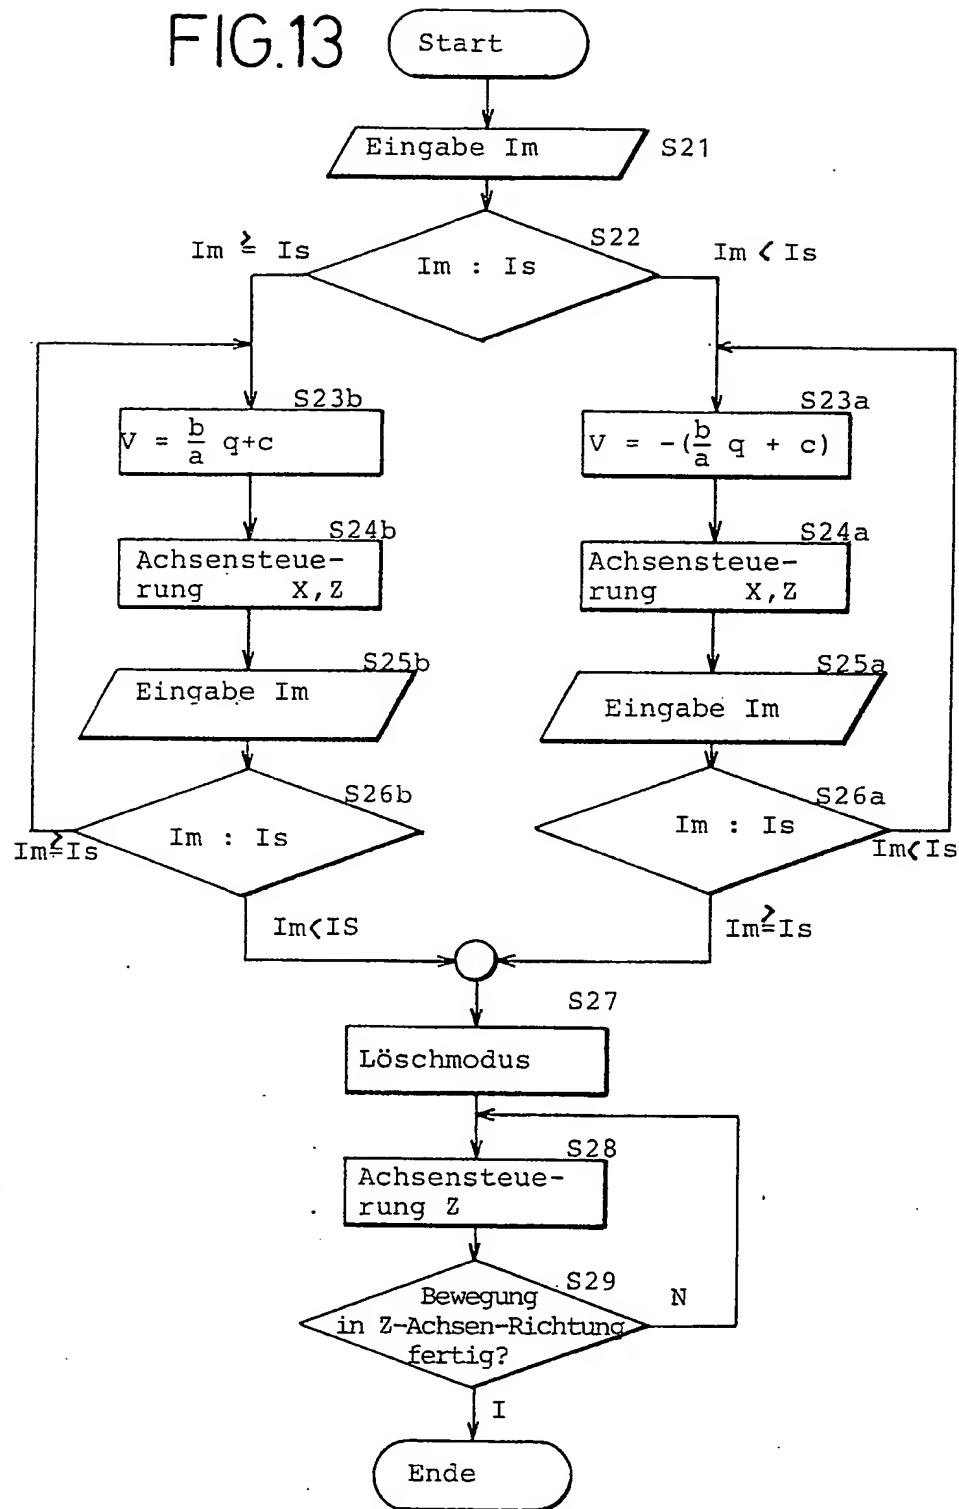 FIG.13
Start
Eingabe Im
S21
S22
Im ≧ Is
Im : Is
Im < Is
S23b
V = b/a q+c
S23a
V = -(b/a q + c)
S24b
Achsensteue-
rung X,Z
S24a
Achsensteue-
rung X,Z
S25b
Eingabe Im
S25a
Eingabe Im
S26b
Im : Is
S26a
Im : Is
Im≧Is
Im<Is
Im<IS
Im≧Is
S27
Löschmodus
S28
Achsensteue-
rung Z
S29
Bewegung
in Z-Achsen-Richtung
fertig?
N
I
Ende